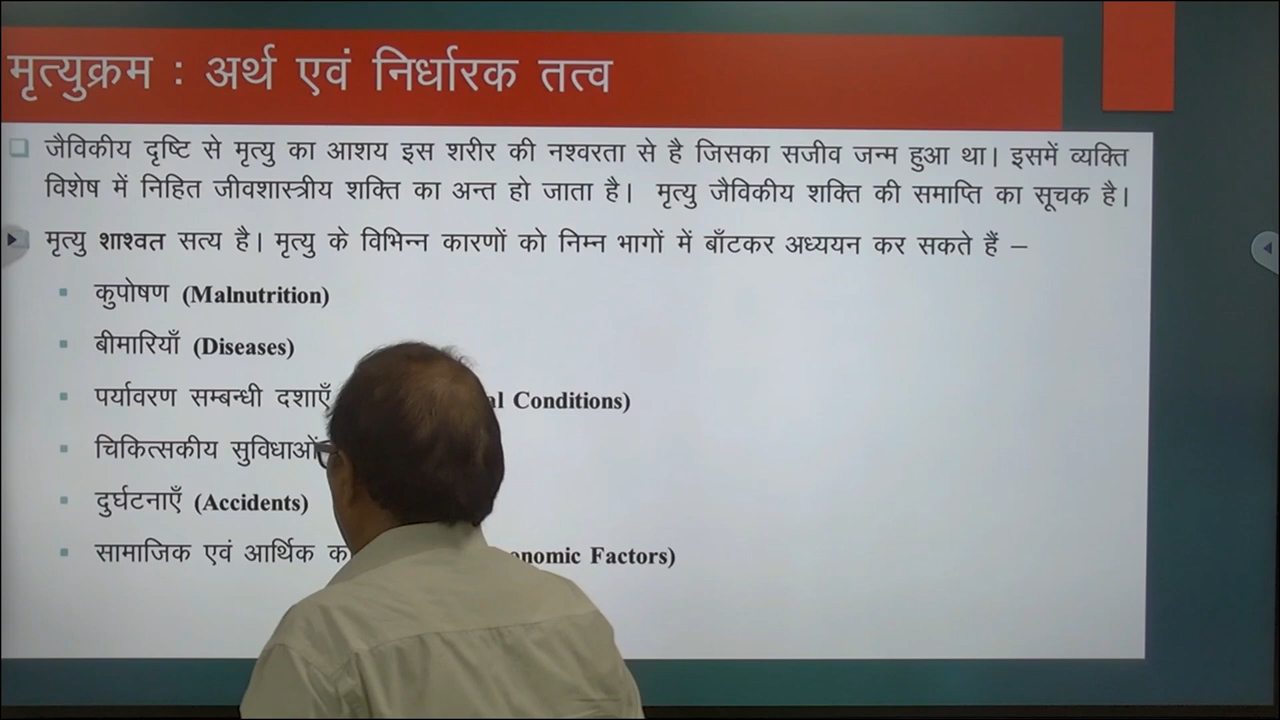 मृत्युक्रम : अर्थ एवं निर्धारक तत्व
जैविकीय दृष्टि से मृत्यु का आशय इस शरीर की नश्वरता से है जिसका सजीव जन्म हुआ था। इसमें व्यक्ति
विशेष में निहित जीवशास्त्रीय शक्ति का अन्त हो जाता है। मृत्यु जैविकीय शक्ति की समाप्ति का सूचक है।
मृत्यु शाश्वत सत्य है। मृत्यु के विभिन्न कारणों को निम्न भागों में बाँटकर अध्ययन कर सकते हैं –
कुपोषण (Malnutrition)
बीमारियाँ (Diseases)
पर्यावरण सम्बन्धी दशाएँ Conditions)
चिकित्सकीय सुविधाओं
दुर्घटनाएँ (Accidents)
सामाजिक एवं आर्थिक Factors)